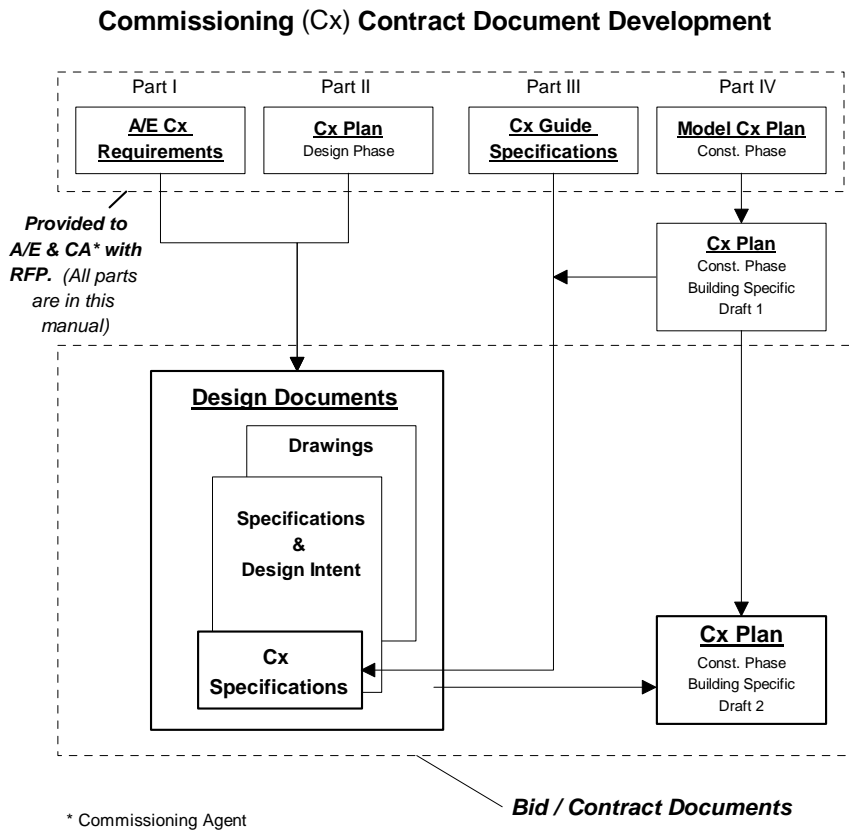 Commissioning (Cx) Contract Document Development
Part I
Part II
Part III
Part IV
A/E Cx
Requirements
Cx Plan
Design Phase
Cx Guide
Specifications
Model Cx Plan
Const. Phase
Provided to
A/E & CA* with
RFP. (All parts
are in this
manual)
Cx Plan
Const. Phase
Building Specific
Draft 1
Design Documents
Drawings
Specifications
&
Design Intent
Cx
Specifications
Cx Plan
Const. Phase
Building Specific
Draft 2
* Commissioning Agent
Bid / Contract Documents